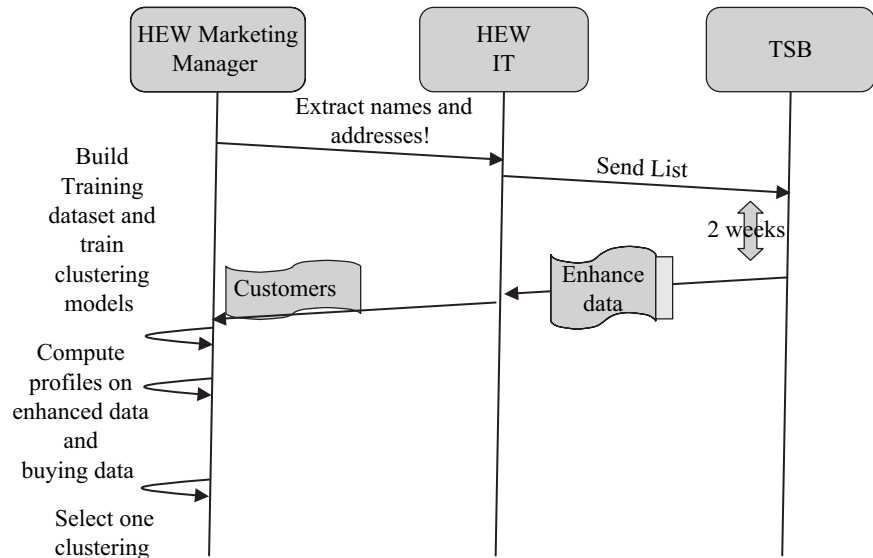 HEW Marketing
Manager
HEW
IT
TSB
Extract names and
addresses!
Send List
Build
Training
dataset and
train
clustering
models
2 weeks
Customers
Enhance
data
Compute
profiles on
enhanced data
and
buying data
Select one
clustering